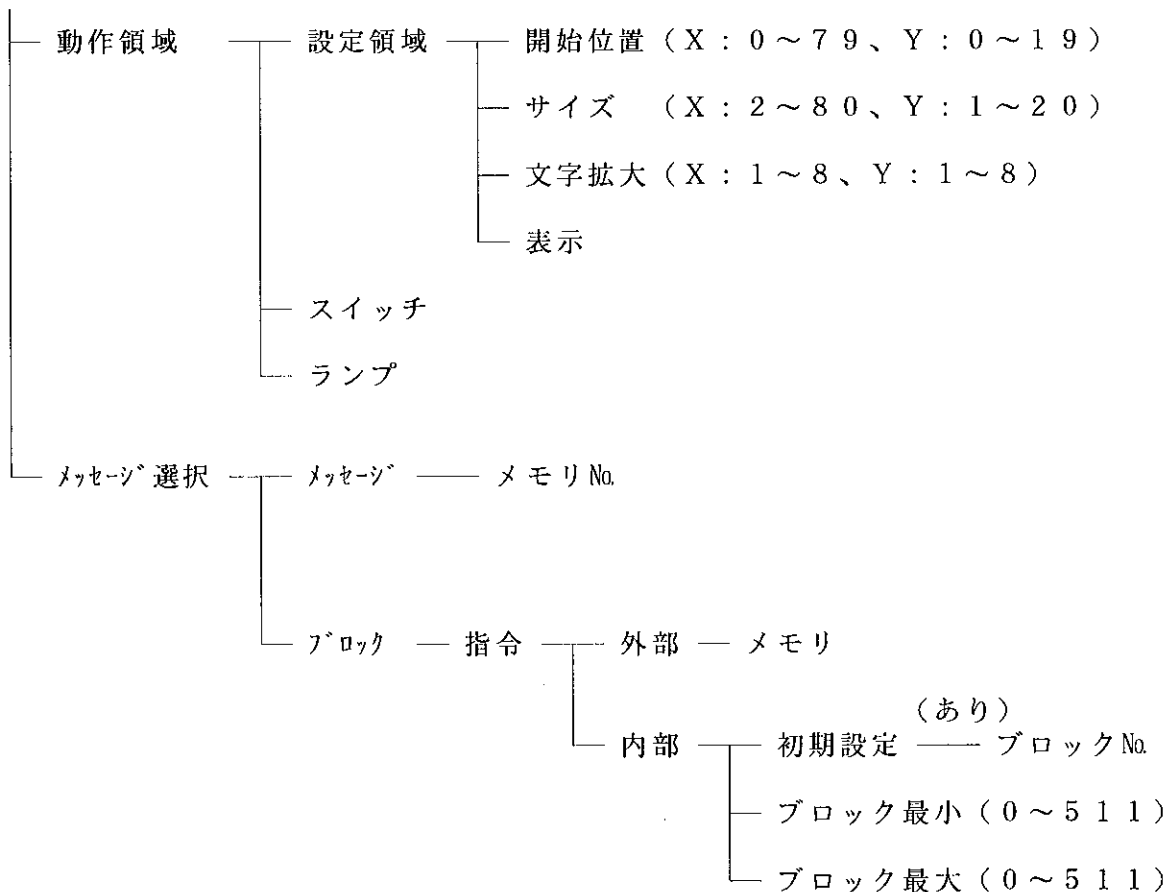 動作領域 設定領域 開始位置（X：0～79、Y：0～19）
サイズ （X：2～80、Y：1～20）
文字拡大（X：1～8、Y：1～8）
表示
スイッチ
ランプ
ﾒｯｾｰｼﾞ選択 ﾒｯｾｰｼﾞ メモリ№
ﾌﾞﾛｯｸ 指令 外部 メモリ
（あり）
内部 初期設定 ブロック№
ブロック最小（0～511）
ブロック最大（0～511）